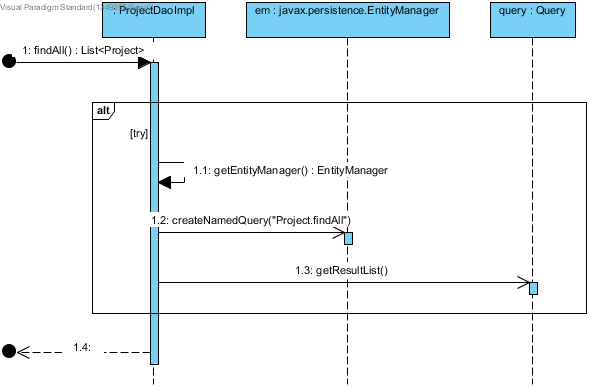 Visual Paradigm Standard(
: ProjectDaoImpl
em : javax.persistence.EntityManager
query : Query
1: findAll() : List<Project>
alt
[try]
1.1: getEntityManager() : EntityManager
1.2: createNamedQuery("Project.findAll")
1.3: getResultList()
1.4: